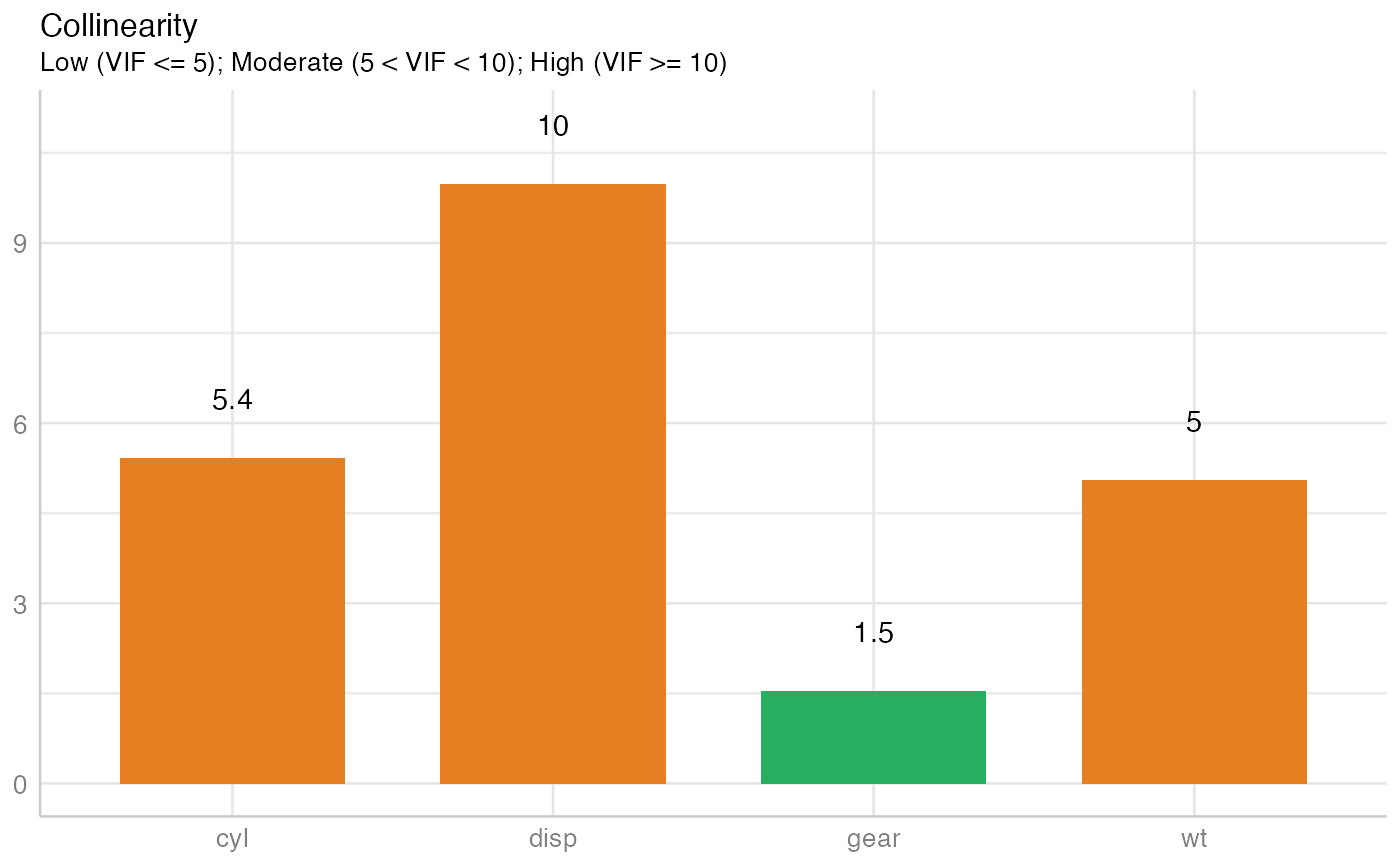 Collinearity
Low (VIF <= 5); Moderate (5 < VIF < 10); High (VIF >= 10)
10
9
5.4
6
5
3
1.5
0
cyl disp gear wt